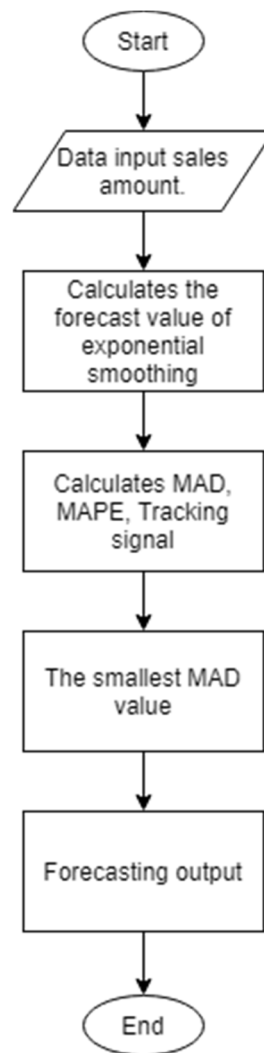 Start
Data input sales
amount.
Calculates the
forecast value of
exponential
smoothing
Calculates MAD,
MAPE, Tracking
signal
The smallest MAD
value
Forecasting output
End